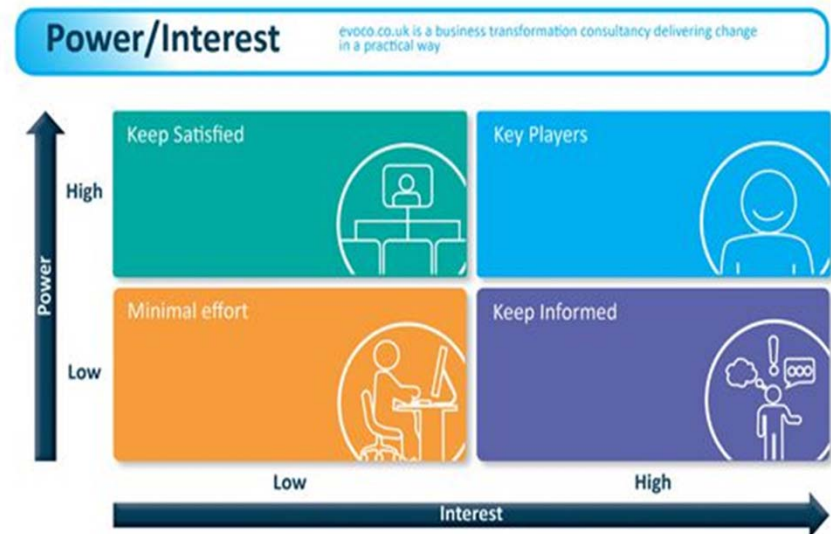 Power/Interest
evoco.co.uk is a business transformation consultancy delivering change
in a practical way
Keep Satisfied
Key Players
High
Power
Minimal effort
Keep Informed
Low
Low
High
Interest